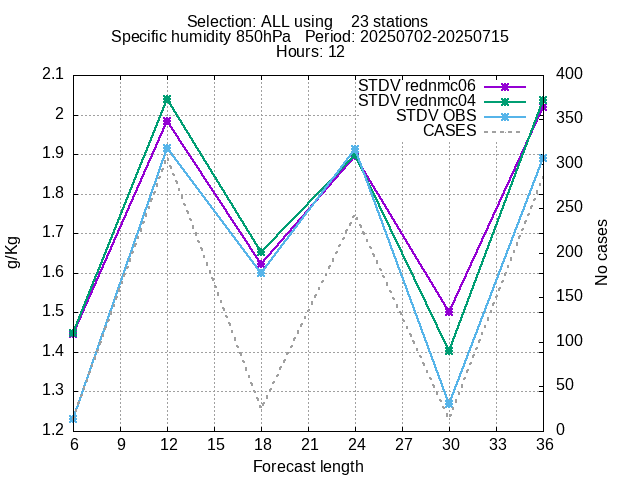 Selection: ALL using    23 stations
Specific humidity 850hPa   Period: 20250702-20250715
Hours: 12
STDV rednmc06
STDV rednmc04
STDV OBS
CASES
g/Kg
2.1
2
1.9
1.8
1.7
1.6
1.5
1.4
1.3
1.2
400
350
300
250
200
150
100
50
0
No cases
6 9 12 15 18 21 24 27 30 33 36
Forecast length